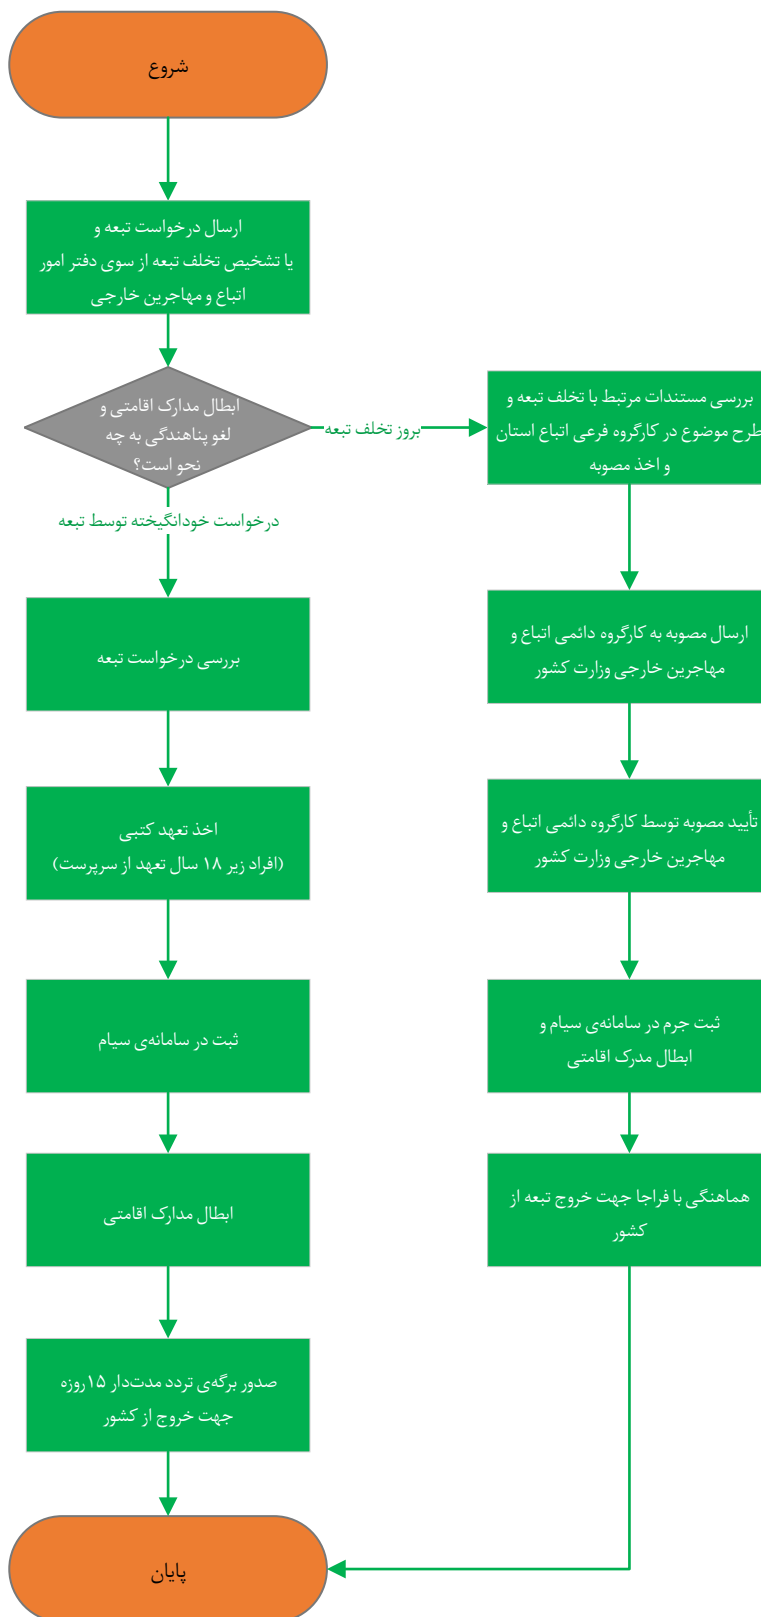 شروع
ارسال درخواست تبعه و
یا تشخیص تخلف تبعه از سوی دفتر امور
اتباع و مهاجرین خارجی
ابطال مدارک اقامتی و
لغو پناهندگی به چه
نحو است؟
بروز تخلف تبعه
بررسی مستندات مرتبط با تخلف تبعه و
طرح موضوع در کارگروه فرعی اتباع استان
و اخذ مصوبه
ارسال مصوبه به کارگروه دائمی اتباع و
مهاجرین خارجی وزارت کشور
تأیید مصوبه توسط کارگروه دائمی اتباع و
مهاجرین خارجی وزارت کشور
ثبت جرم در سامانه‌ی سیام و
ابطال مدرک اقامتی
هماهنگی با فراجا جهت خروج تبعه از
کشور
درخواست خودانگیخته توسط تبعه
بررسی درخواست تبعه
اخذ تعهد کتبی
(افراد زیر ۱۸ سال تعهد از سرپرست)
ثبت در سامانه‌ی سیام
ابطال مدارک اقامتی
صدور برگه‌ی تردد مدت‌دار ۱۵روزه
جهت خروج از کشور
پایان